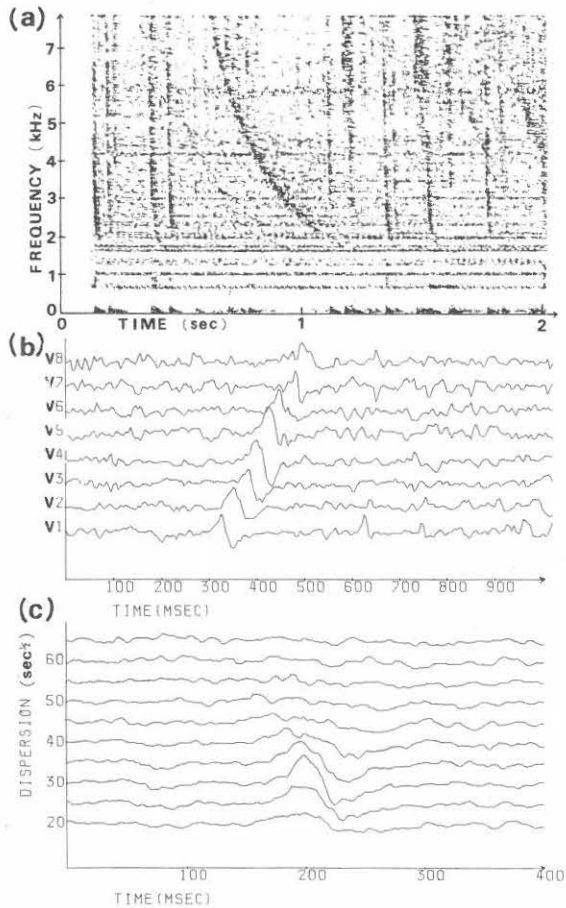 (a)
7
6
5
4
3
2
1
0
FREQUENCY (kHz)
0 TIME (sec) 1 2
(b)
V8
V7
V6
V5
V4
V3
V2
V1
100 200 300 400 500 600 700 800 900
TIME(MSEC)
(c)
60
50
40
30
20
DISPERSION (sec½)
100 200 300 400
TIME(MSEC)